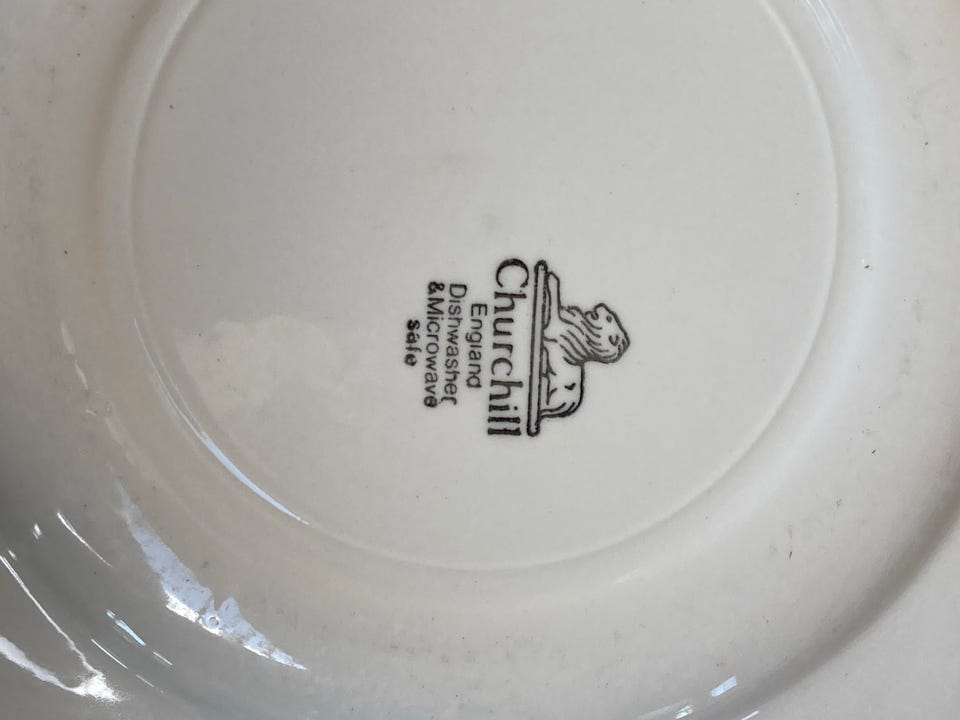 Churchill
England
Dishwasher
&Microwave
safe